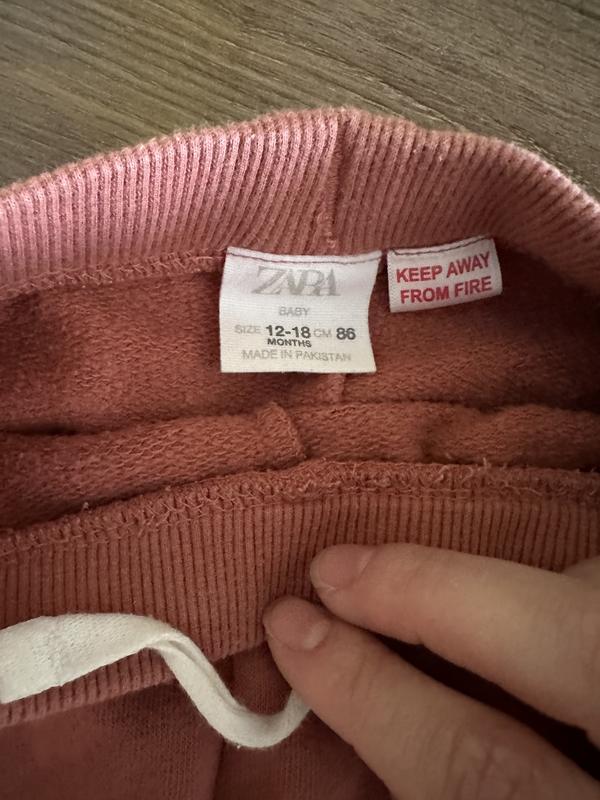 ZARA
BABY
SIZE 12-18 CM 86
MONTHS
MADE IN PAKISTAN
KEEP AWAY
FROM FIRE